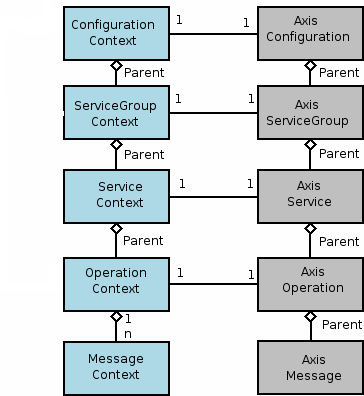 Configuration
Context
1
1
Axis
Configuration
Parent
Parent
ServiceGroup
Context
1
1
Axis
ServiceGroup
Parent
Parent
Service
Context
1
1
Axis
Service
Parent
Parent
Operation
Context
1
1
Axis
Operation
1
n
Parent
Message
Context
Axis
Message